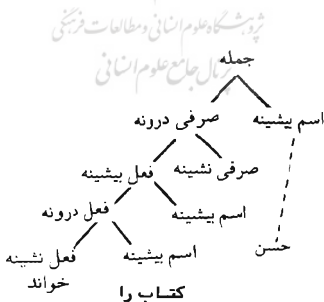 پژوهشگاه علوم انسانی و مطالعات فرهنگی
پرتال جامع علوم انسانی
جمله
اسم بیشینه صرفی درونه
صرفی نشینه فعل بیشینه
اسم بیشینه فعل درونه
حسن اسم بیشینه فعل نشینه
خواند
کتاب را